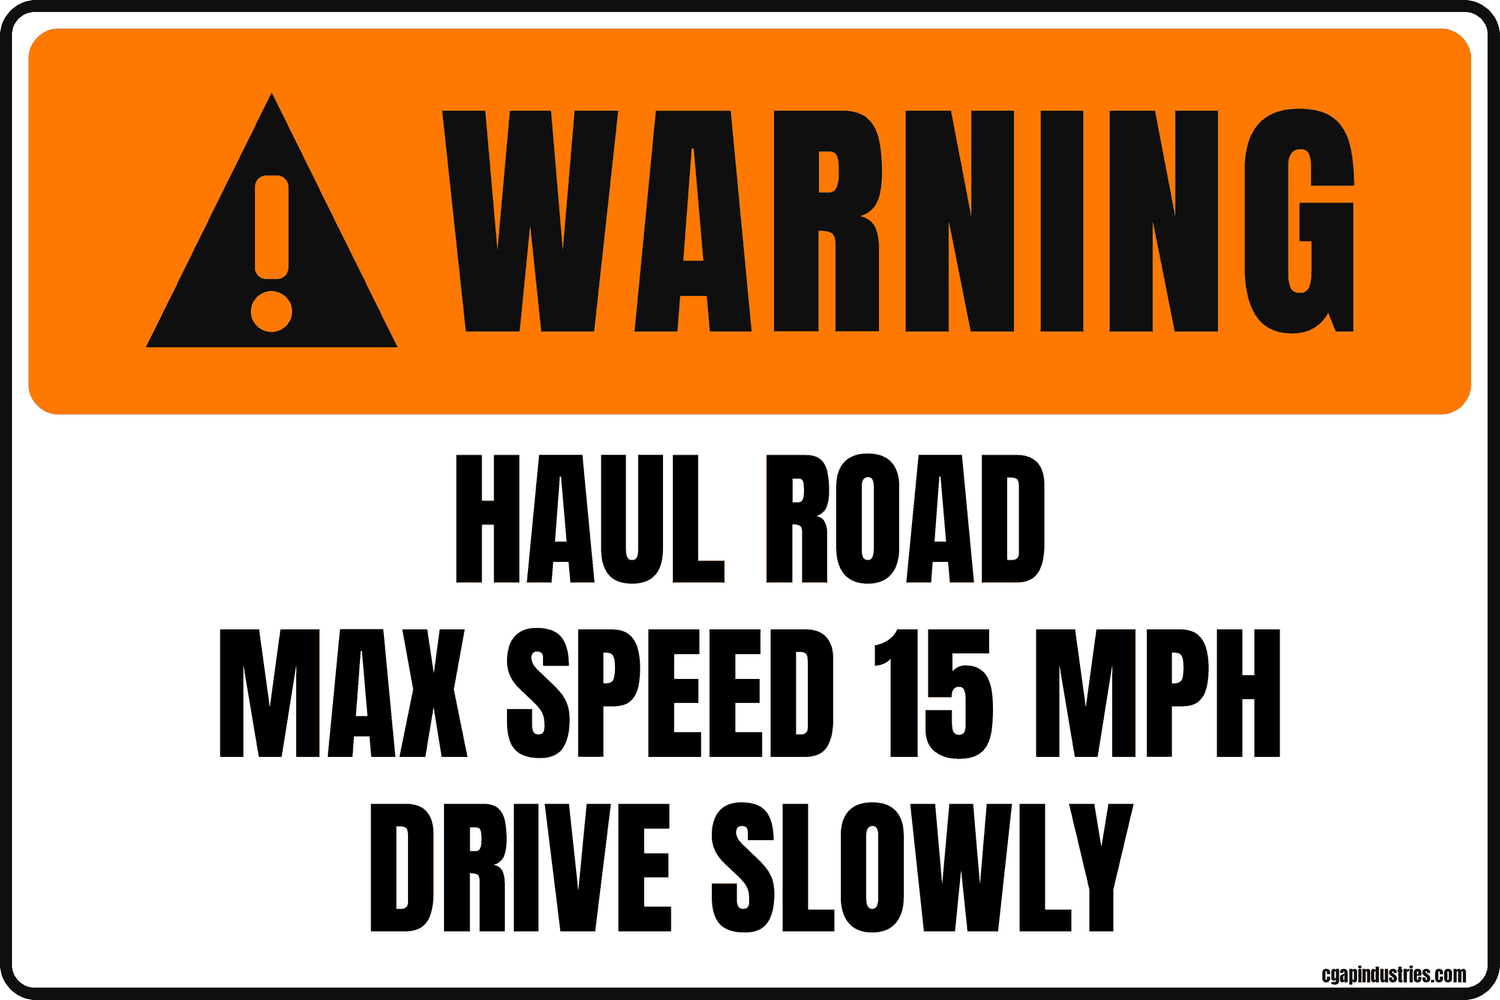 WARNING
HAUL ROAD
MAX SPEED 15 MPH
DRIVE SLOWLY
cgapindustries.com